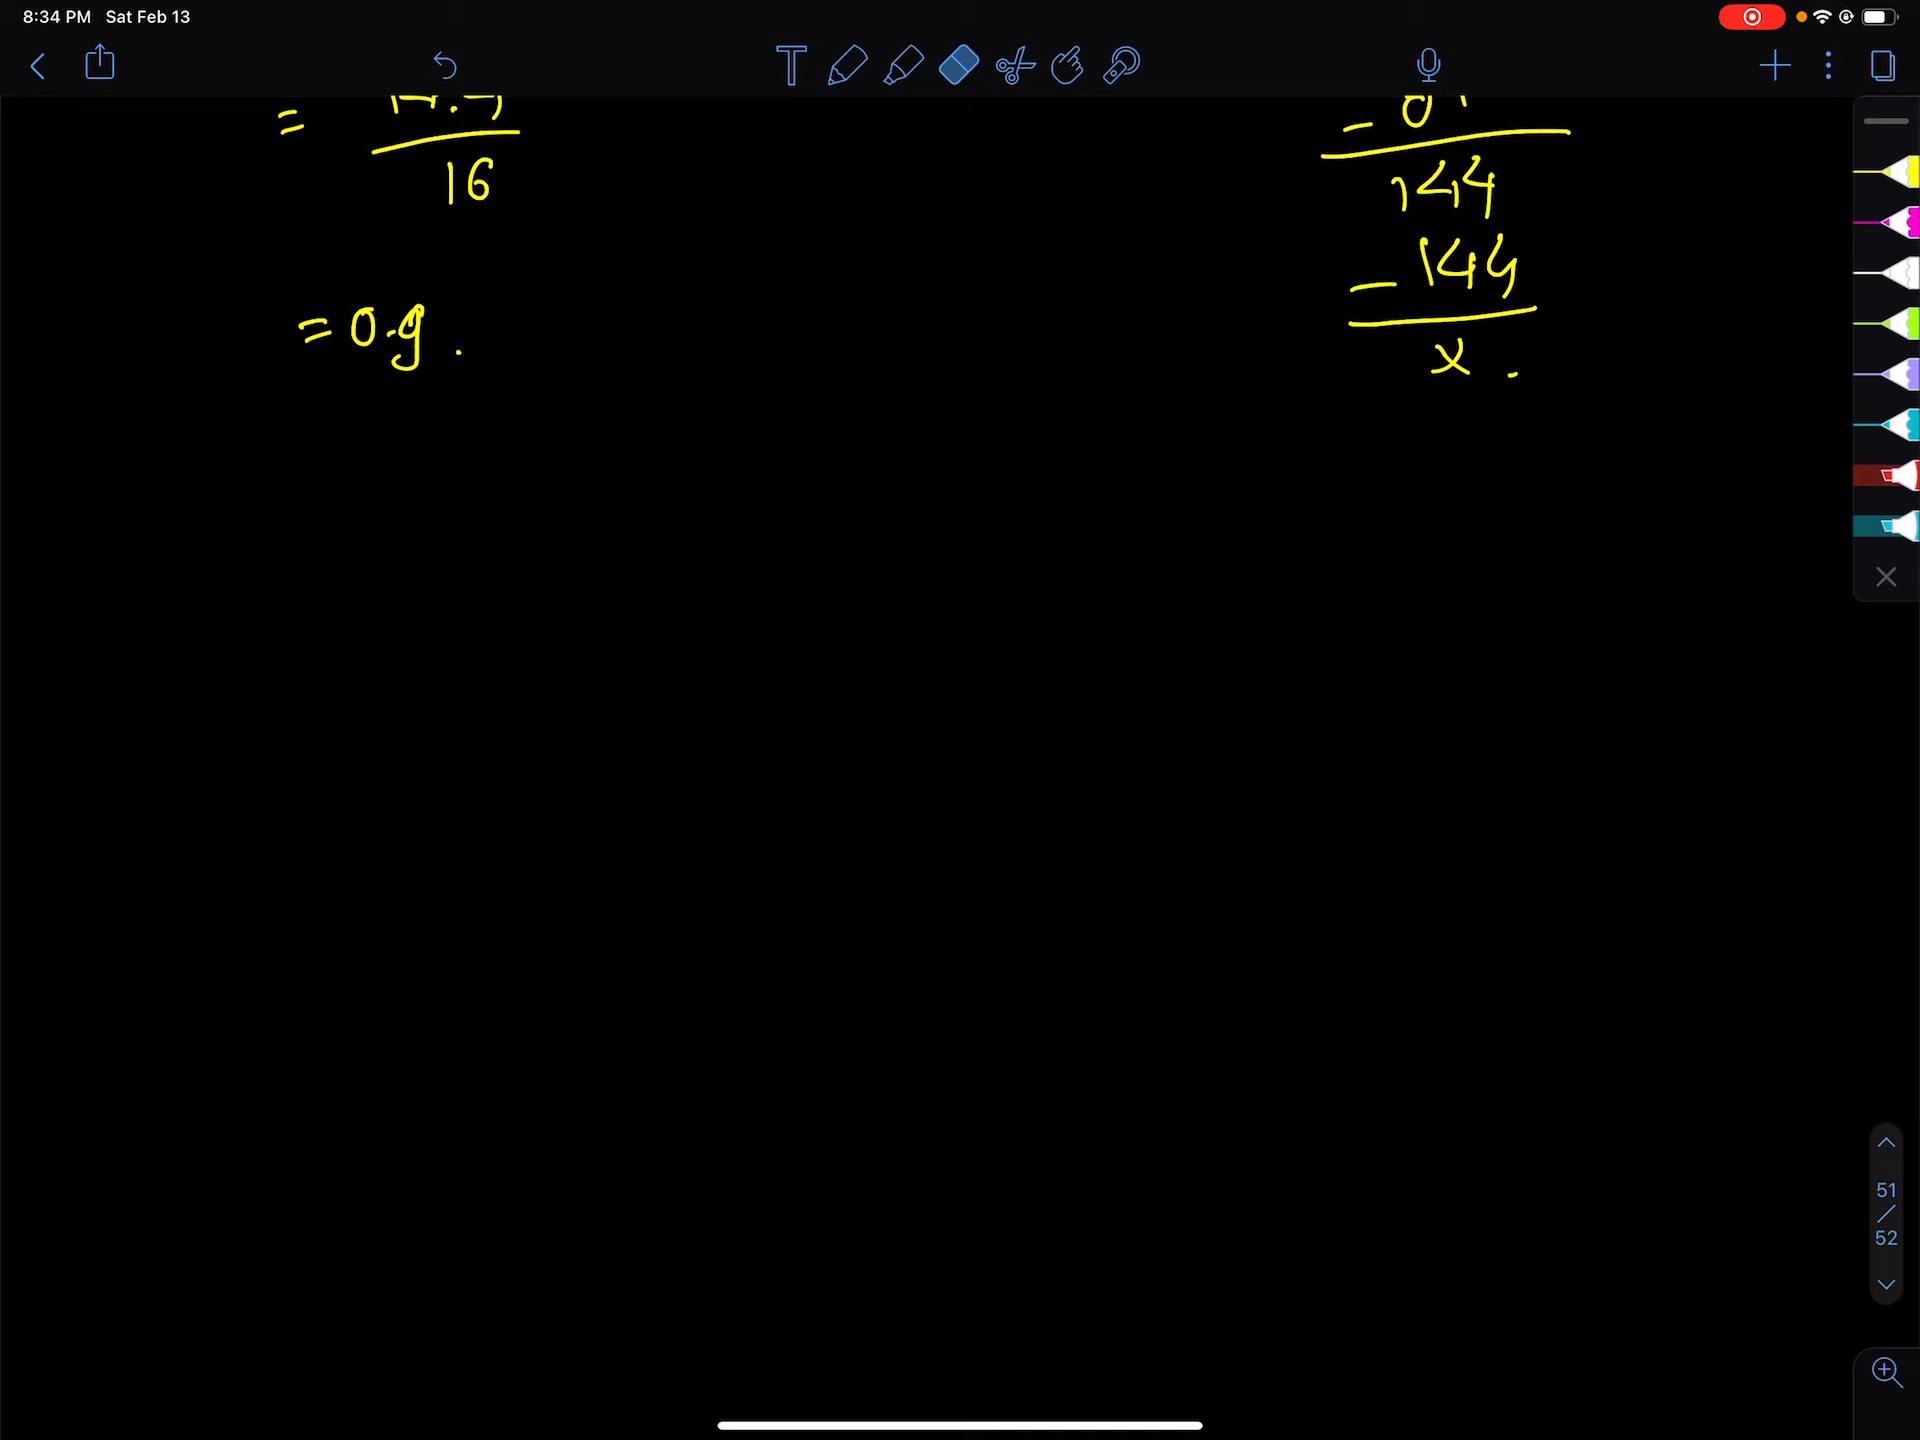 8:34 PM Sat Feb 13
=
16
= 0.9 .
-
144
- 144
x .
51
/
52